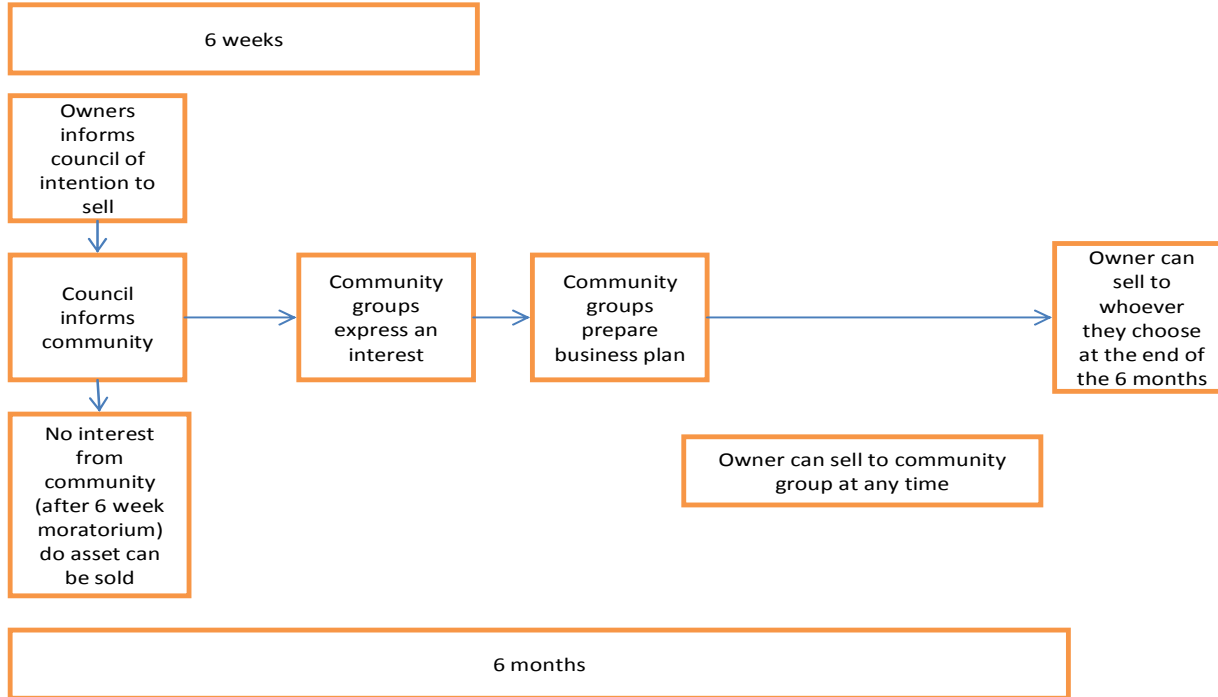 6 weeks
Owners
informs
council of
intention to
sell
Council
informs
community
Community
groups
express an
interest
Community
groups
prepare
business plan
Owner can
sell to
whoever
they choose
at the end of
the 6 months
No interest
from
community
(after 6 week
moratorium)
do asset can
be sold
Owner can sell to community
group at any time
6 months